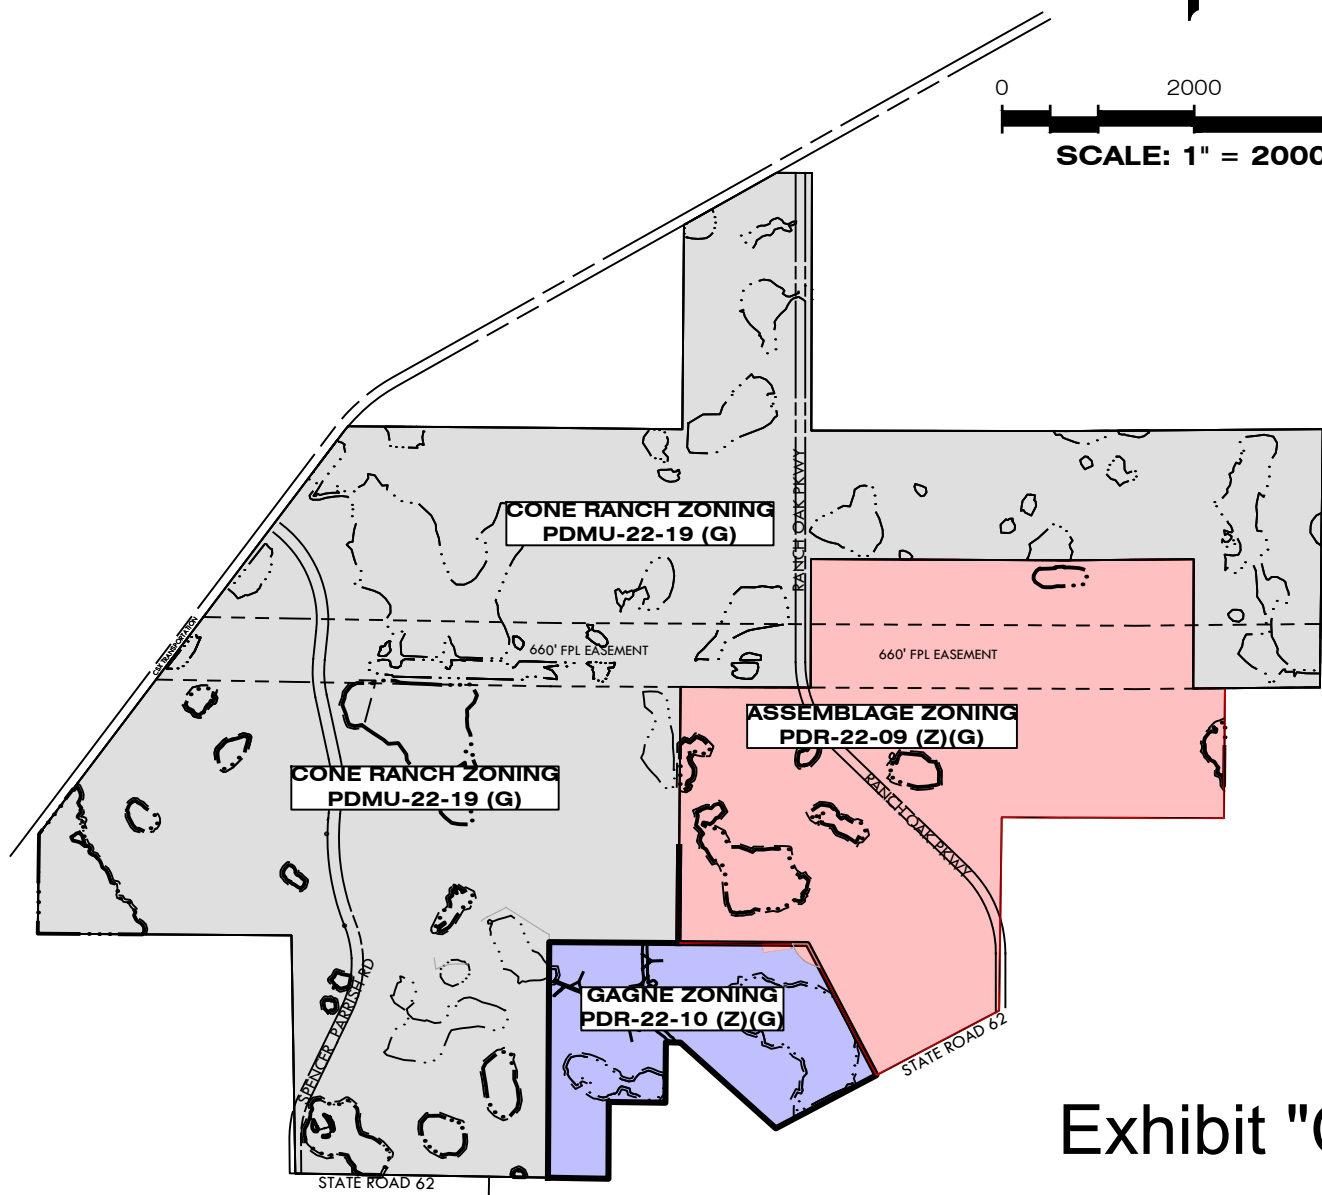 0 2000
SCALE: 1" = 2000
RANCH OAK PKWY
CONE RANCH ZONING
PDMU-22-19 (G)
CSX TRANSPORTATION
660' FPL EASEMENT
660' FPL EASEMENT
ASSEMBLAGE ZONING
PDR-22-09 (Z)(G)
CONE RANCH ZONING
PDMU-22-19 (G)
RANCH OAK PKWY
SPENCER PARRISH RD
GAGNE ZONING
PDR-22-10 (Z)(G)
STATE ROAD 62
Exhibit "
STATE ROAD 62